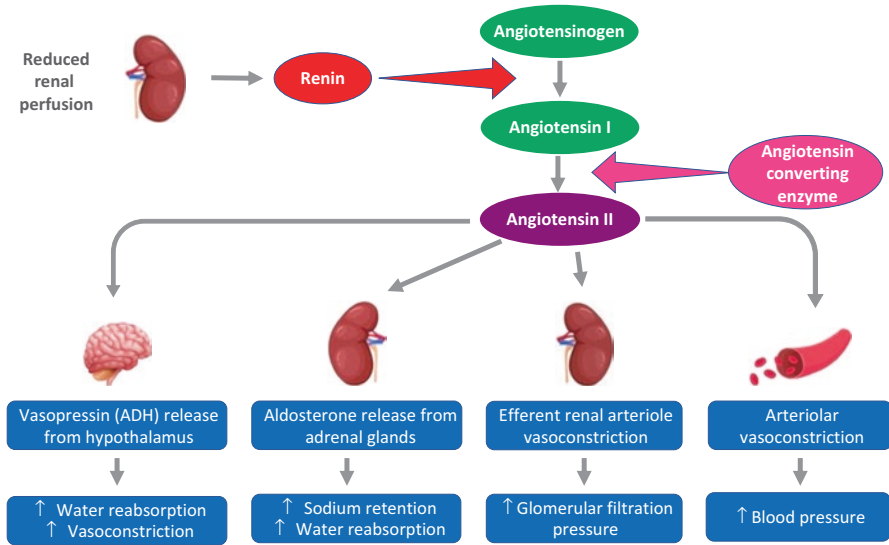 Reduced
renal
perfusion
Renin
Angiotensinogen
Angiotensin I
Angiotensin
converting
enzyme
Angiotensin II
Vasopressin (ADH) release
from hypothalamus
Aldosterone release from
adrenal glands
Efferent renal arteriole
vasoconstriction
Arteriolar
vasoconstriction
↑ Water reabsorption
↑ Vasoconstriction
↑ Sodium retention
↑ Water reabsorption
↑ Glomerular filtration
pressure
↑ Blood pressure